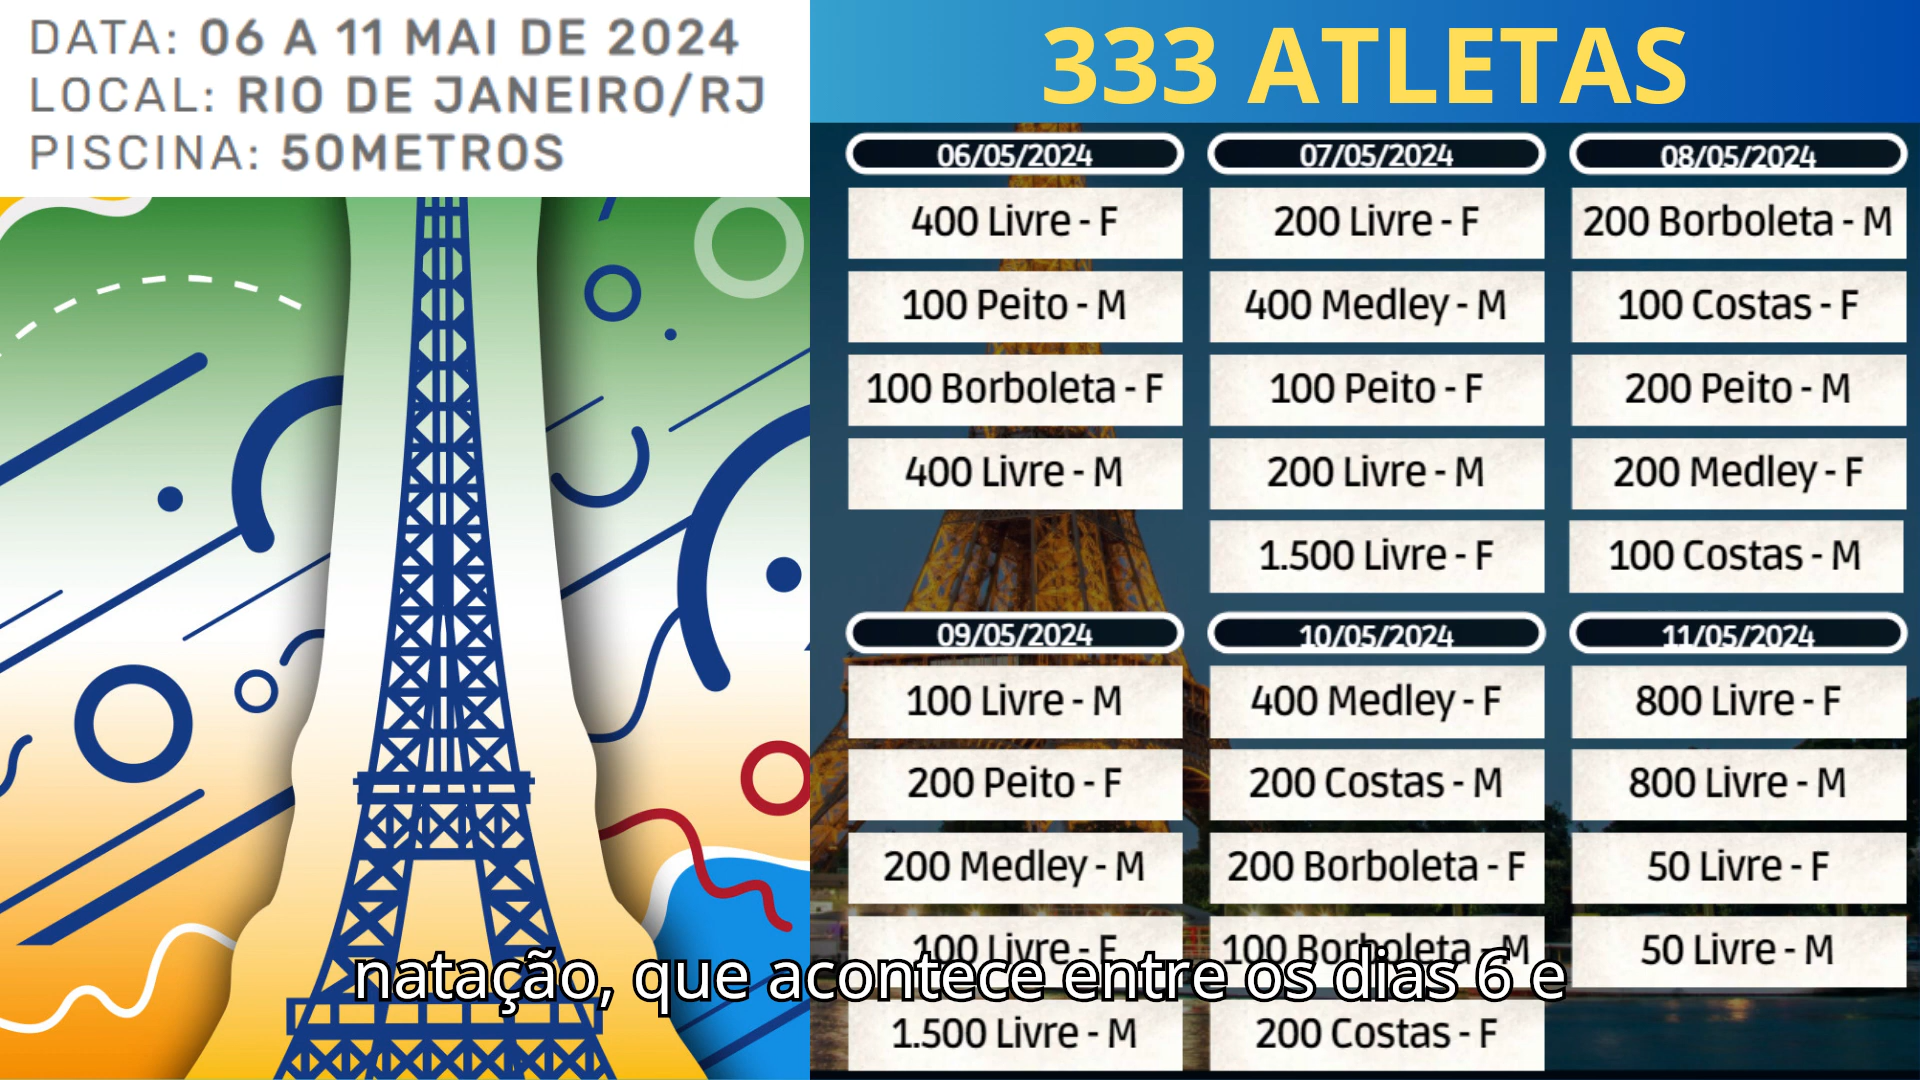 DATA: 06 A 11 MAI DE 2024
LOCAL: RIO DE JANEIRO/RJ
PISCINA: 50METROS
333 ATLETAS
06/05/2024
400 Livre - F
100 Peito - M
100 Borboleta - F
400 Livre - M
07/05/2024
200 Livre - F
400 Medley - M
100 Peito - F
200 Livre - M
1.500 Livre - F
08/05/2024
200 Borboleta - M
100 Costas - F
200 Peito - M
200 Medley - F
100 Costas - M
09/05/2024
100 Livre - M
200 Peito - F
200 Medley - M
100 Livre - F
1.500 Livre - M
10/05/2024
400 Medley - F
200 Costas - M
200 Borboleta - F
100 Borboleta - M
200 Costas - F
11/05/2024
800 Livre - F
800 Livre - M
50 Livre - F
50 Livre - M
natação, que acontece entre os dias 6 e